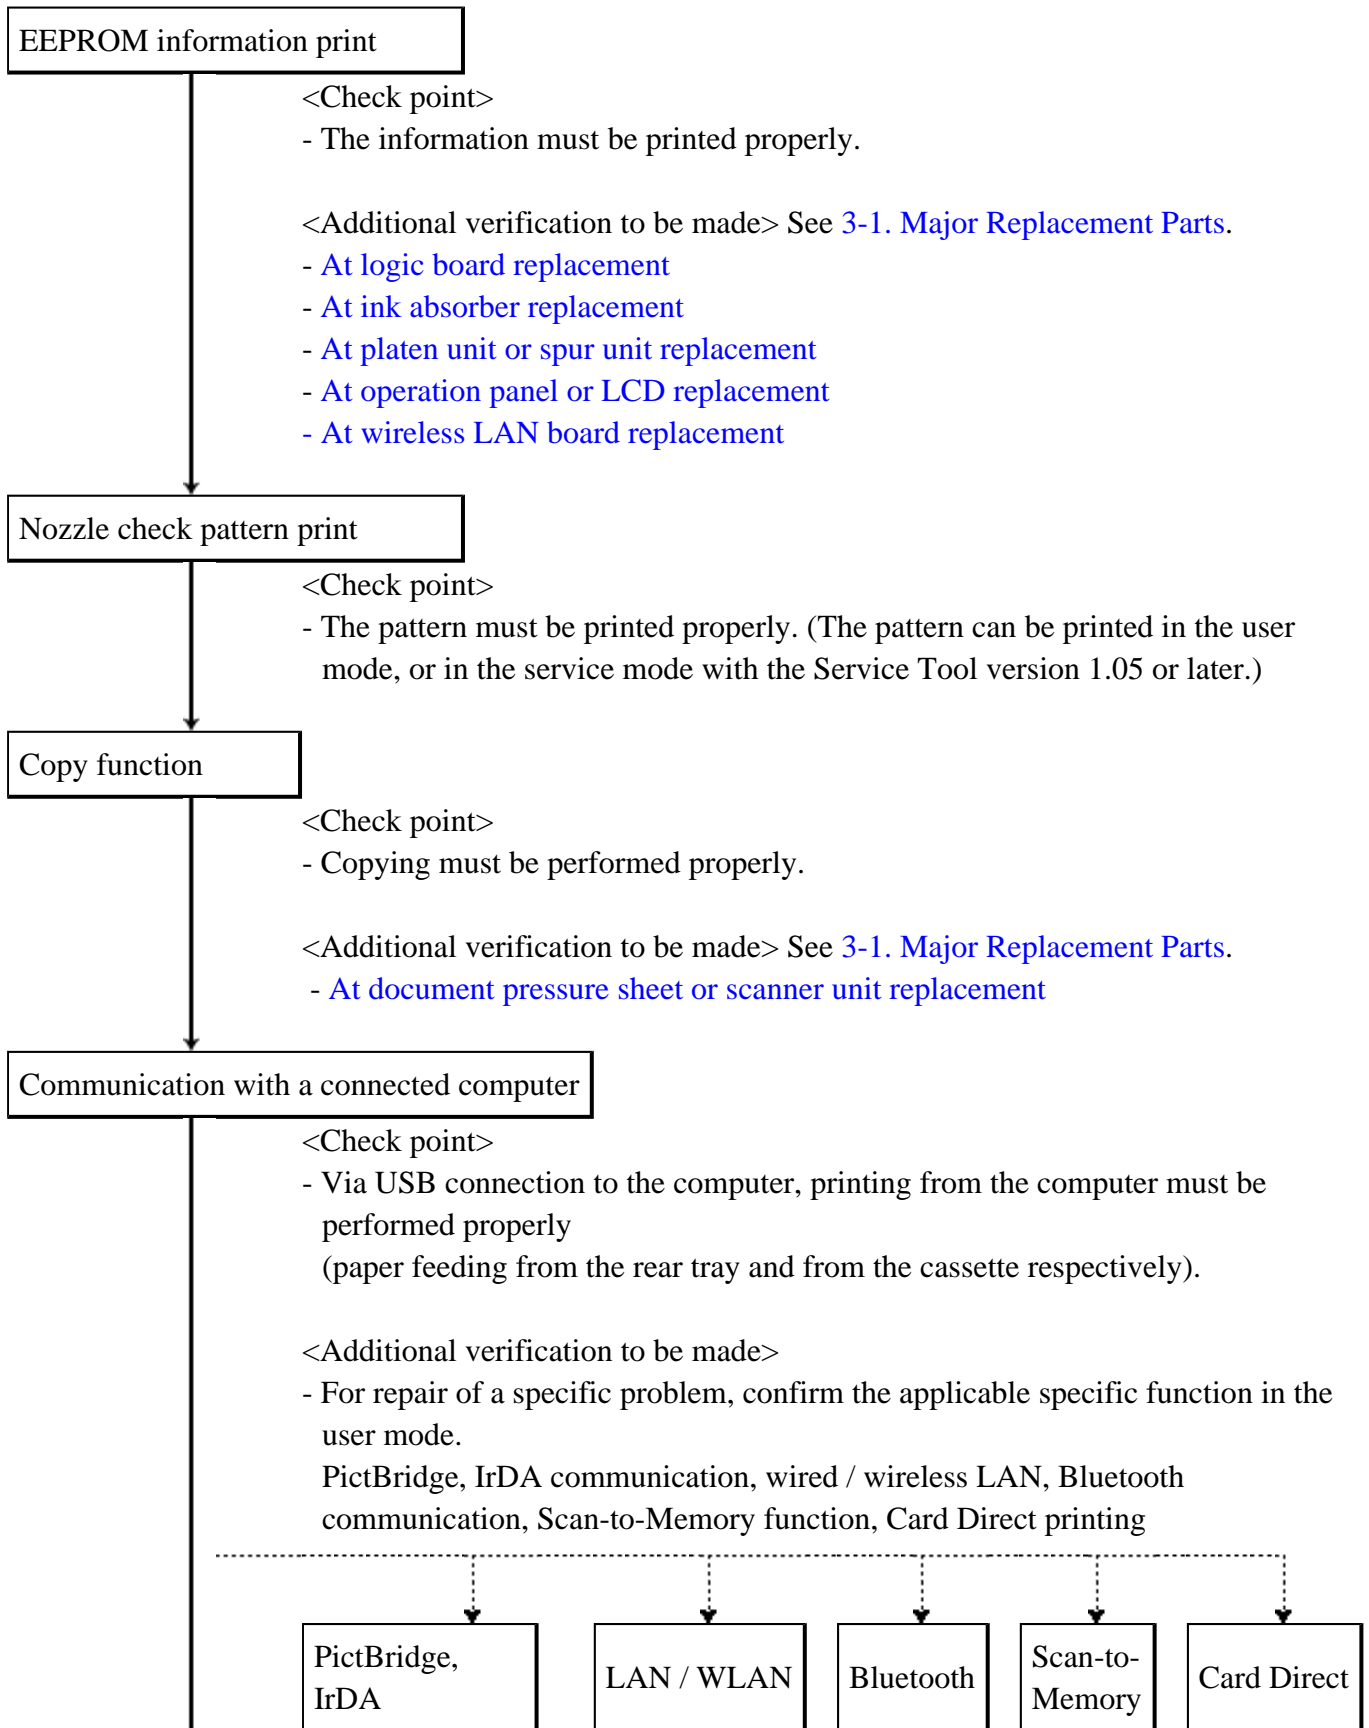 EEPROM information print
<Check point>
- The information must be printed properly.
<Additional verification to be made> See 3-1. Major Replacement Parts.
- At logic board replacement
- At ink absorber replacement
- At platen unit or spur unit replacement
- At operation panel or LCD replacement
- At wireless LAN board replacement
Nozzle check pattern print
<Check point>
- The pattern must be printed properly. (The pattern can be printed in the user
mode, or in the service mode with the Service Tool version 1.05 or later.)
Copy function
<Check point>
- Copying must be performed properly.
<Additional verification to be made> See 3-1. Major Replacement Parts.
- At document pressure sheet or scanner unit replacement
Communication with a connected computer
<Check point>
- Via USB connection to the computer, printing from the computer must be
performed properly
(paper feeding from the rear tray and from the cassette respectively).
<Additional verification to be made>
- For repair of a specific problem, confirm the applicable specific function in the
user mode.
PictBridge, IrDA communication, wired / wireless LAN, Bluetooth
communication, Scan-to-Memory function, Card Direct printing
PictBridge,
IrDA
LAN / WLAN
Bluetooth
Scan-to-
Memory
Card Direct